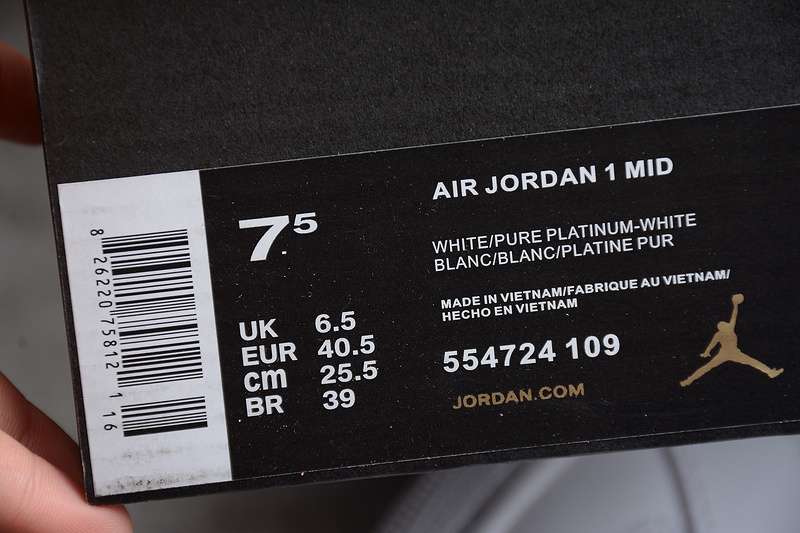 8 26220 75812 1 16
7.5
UK 6.5
EUR 40.5
cm 25.5
BR 39
AIR JORDAN 1 MID
WHITE/PURE PLATINUM-WHITE
BLANC/BLANC/PLATINE PUR
MADE IN VIETNAM/FABRIQUE AU VIETNAM/
HECHO EN VIETNAM
554724 109
JORDAN.COM